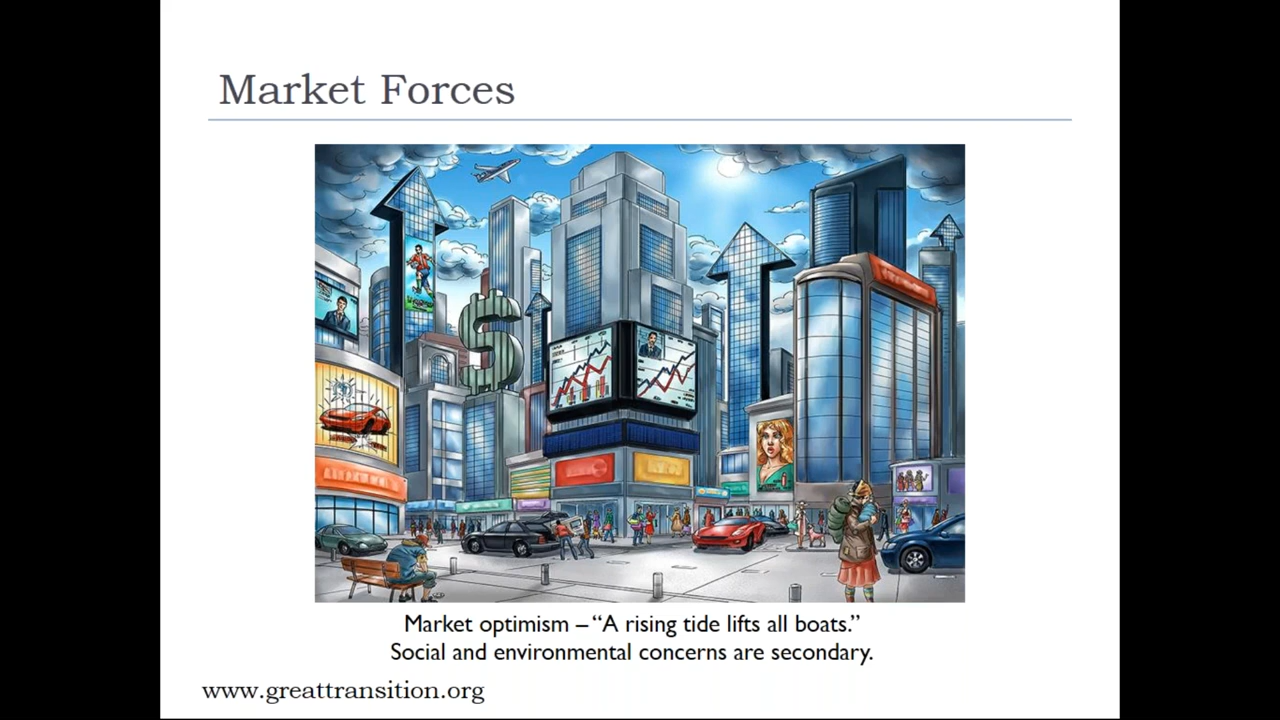 Market Forces
$
Market optimism – “A rising tide lifts all boats.”
Social and environmental concerns are secondary.
www.greattransition.org